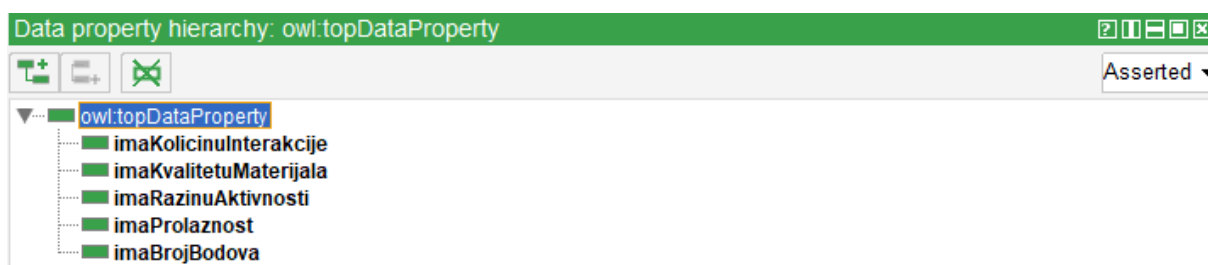 Data property hierarchy: owl:topDataProperty
Asserted
owl:topDataProperty
imaKolicinuInterakcije
imaKvalitetuMaterijala
imaRazinuAktivnosti
imaProlaznost
imaBrojBodova